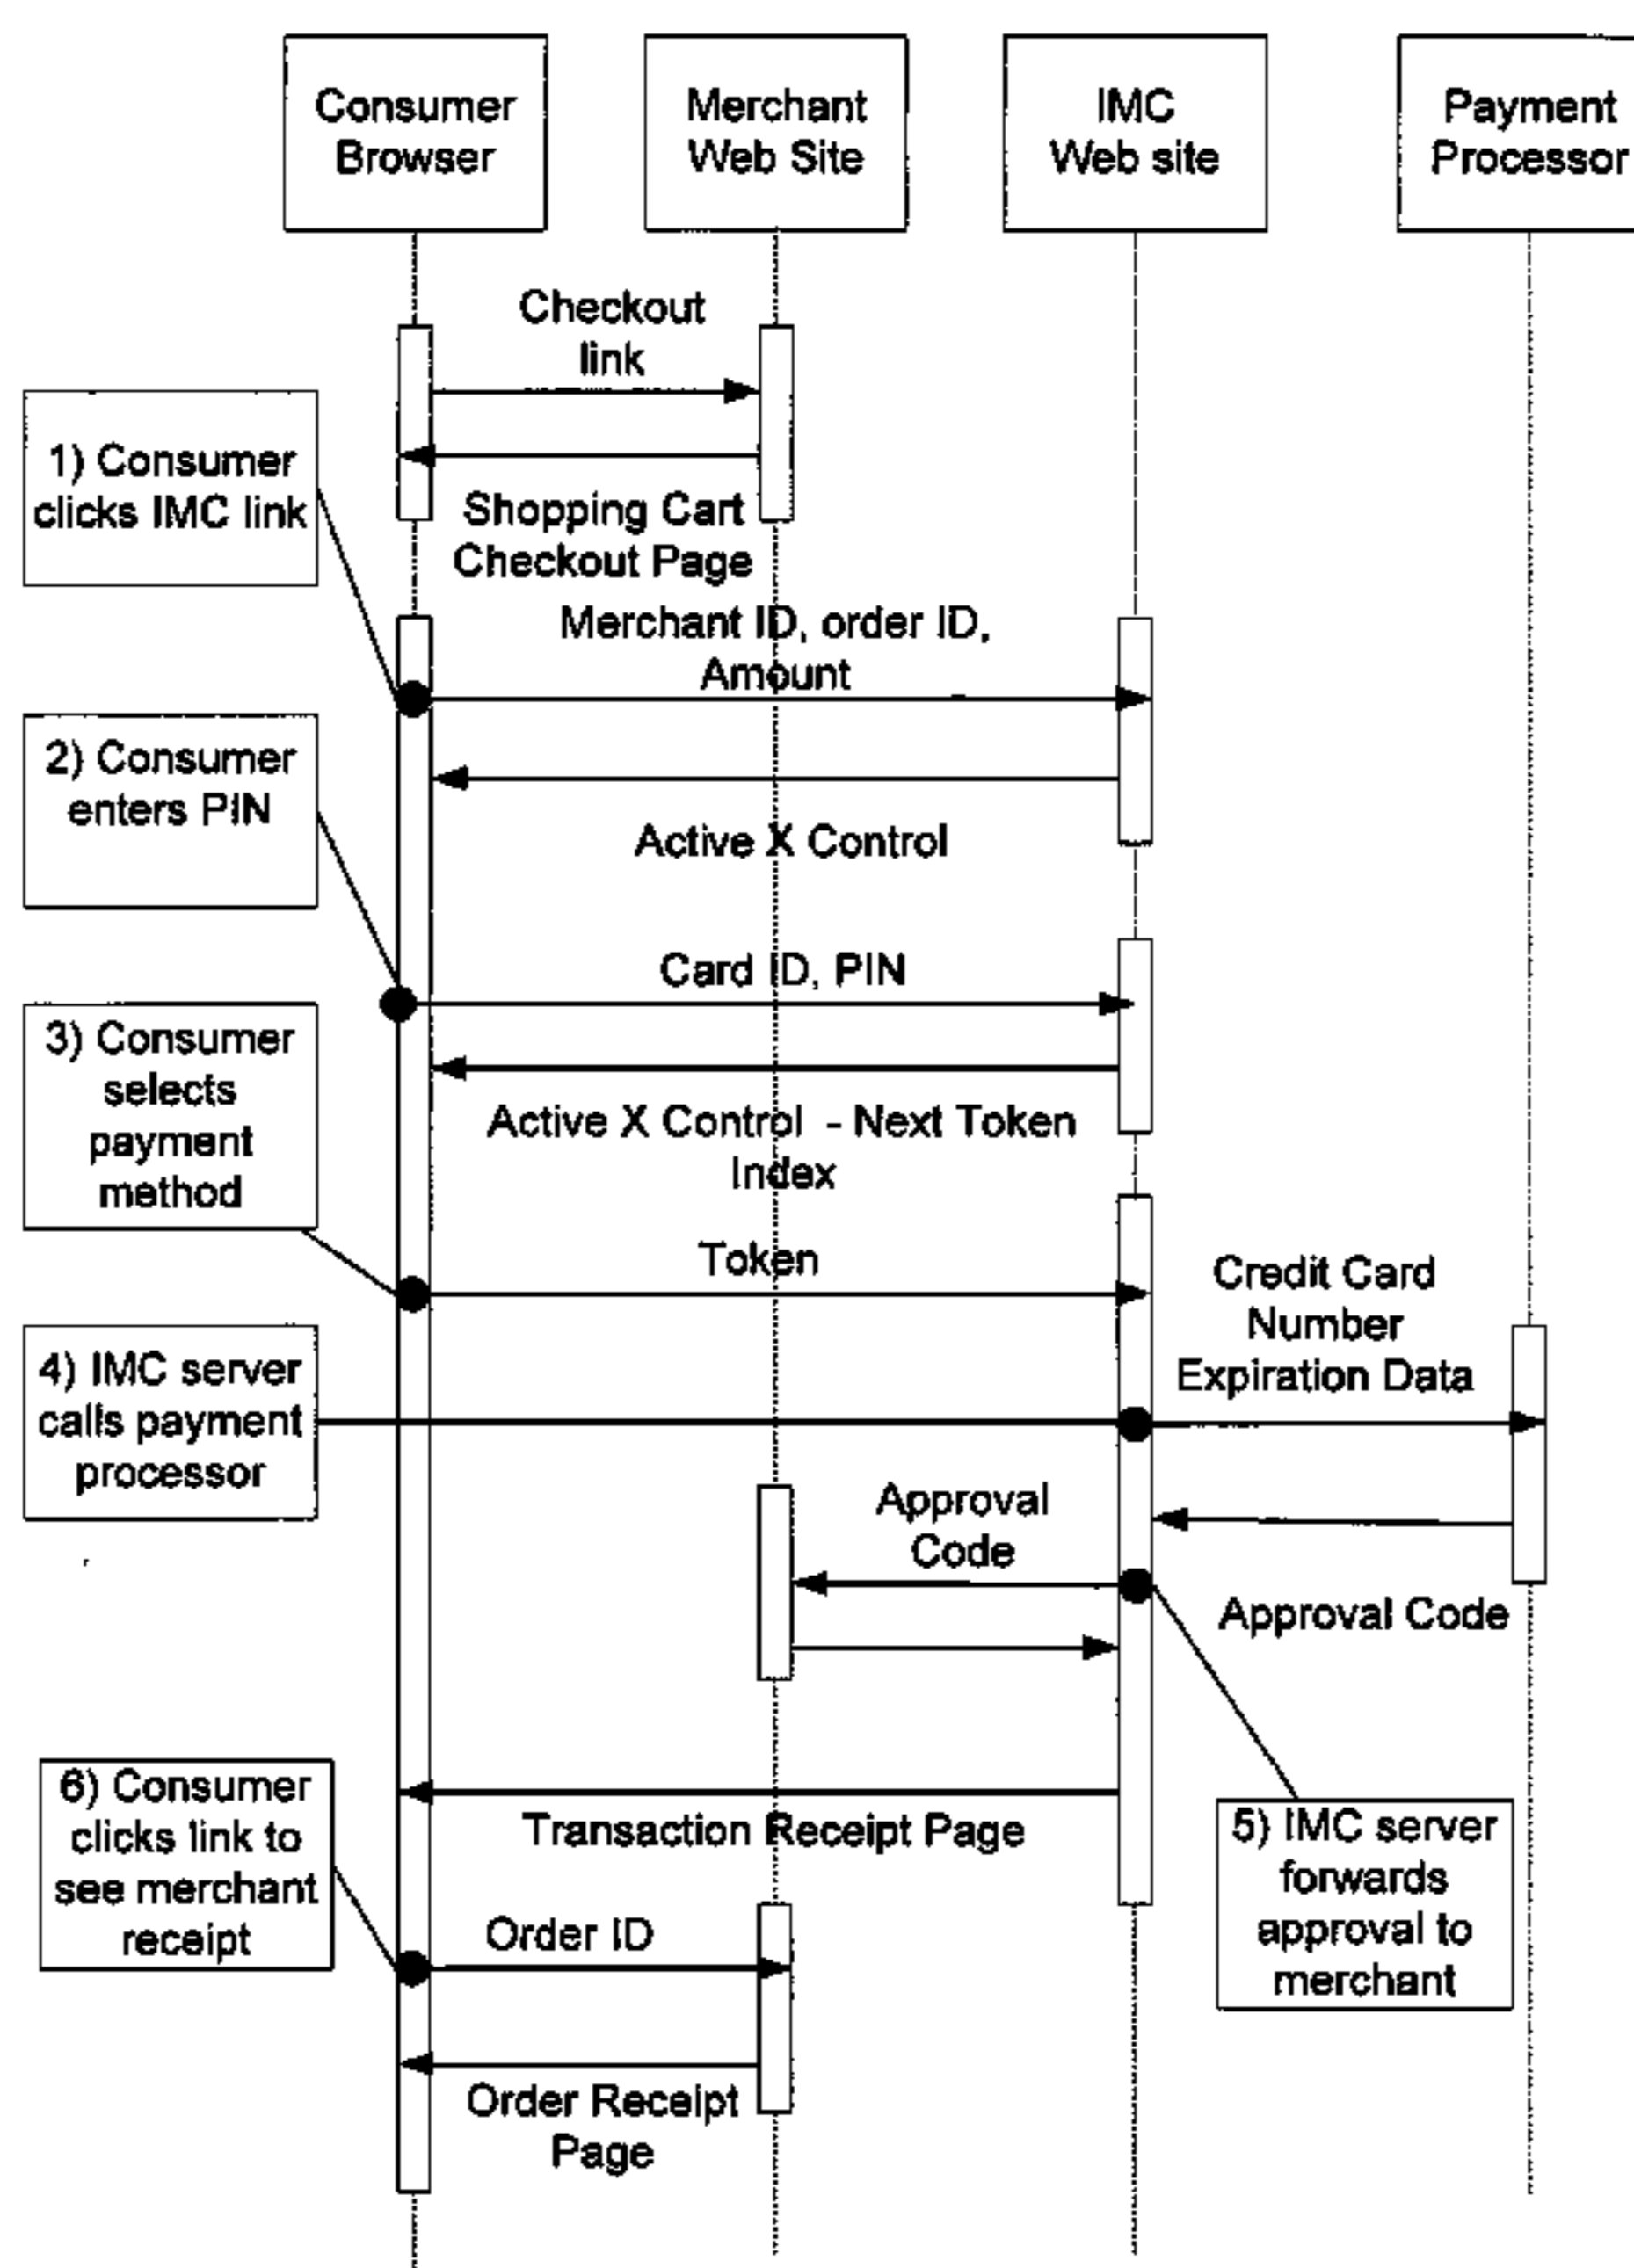 Consumer
Browser
Merchant
Web Site
IMC
Web site
Payment
Processor
Checkout
link
1) Consumer
clicks IMC link
Shopping Cart
Checkout Page
Merchant ID, order ID,
Amount
2) Consumer
enters PIN
Active X Control
Card ID, PIN
3) Consumer
selects
payment
method
Active X Control - Next Token
Index
Token
Credit Card
Number
Expiration Data
4) IMC server
calls payment
processor
Approval
Code
Approval Code
6) Consumer
clicks link to
see merchant
receipt
Transaction Receipt Page
5) IMC server
forwards
approval to
merchant
Order ID
Order Receipt
Page